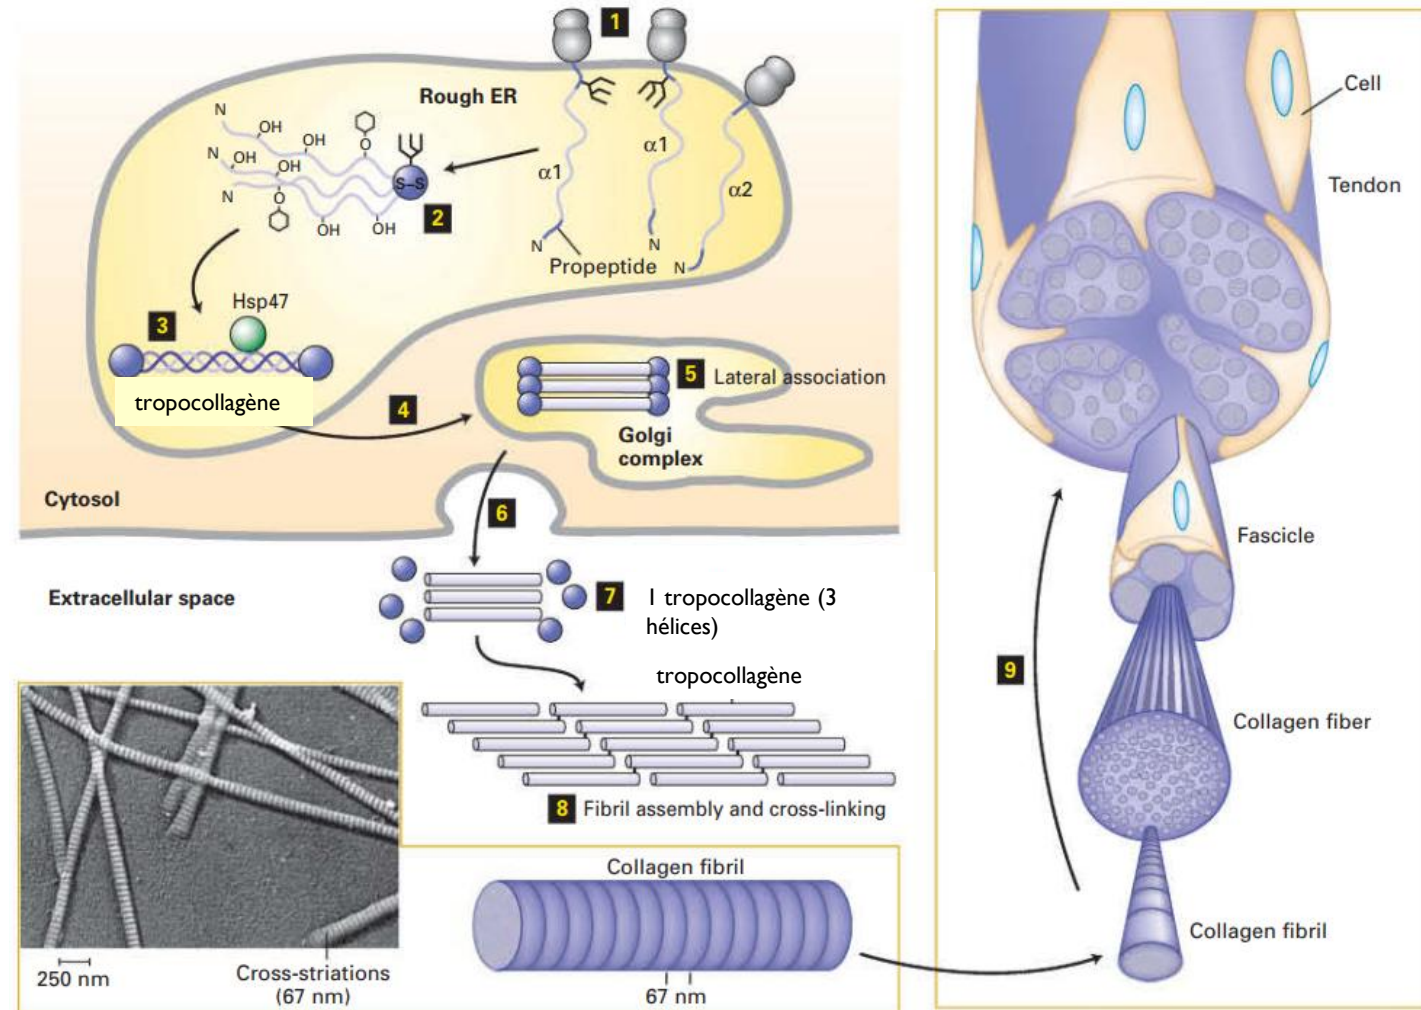 1
Rough ER
N
OH
OH
O
N
OH
OH
S–S
N
O
2
OH
OH
α1
α1
α2
N
N
N
Propeptide
Hsp47
3
tropocollagène
4
5
Lateral association
Golgi
complex
Cytosol
6
Extracellular space
7
1 tropocollagène (3
hélices)
tropocollagène
8
Fibril assembly and cross-linking
250 nm
Cross-striations
(67 nm)
Collagen fibril
67 nm
Cell
Tendon
Fascicle
9
Collagen fiber
Collagen fibril